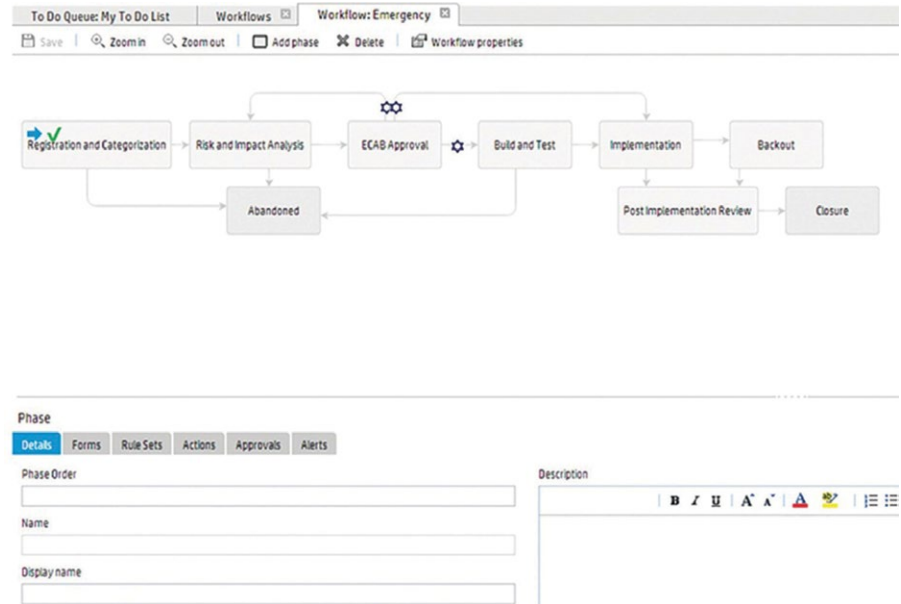 To Do Queue: My To Do List Workflows Workflow: Emergency
Save Zoom in Zoom out Add phase Delete Workflow properties
Registration and Categorization Risk and Impact Analysis ECAB Approval Build and Test Implementation Backout
Abandoned Post Implementation Review Closure
Phase
Details Forms Rule Sets Actions Approvals Alerts
Phase Order Description
B I U A A A ab
Name
Display name